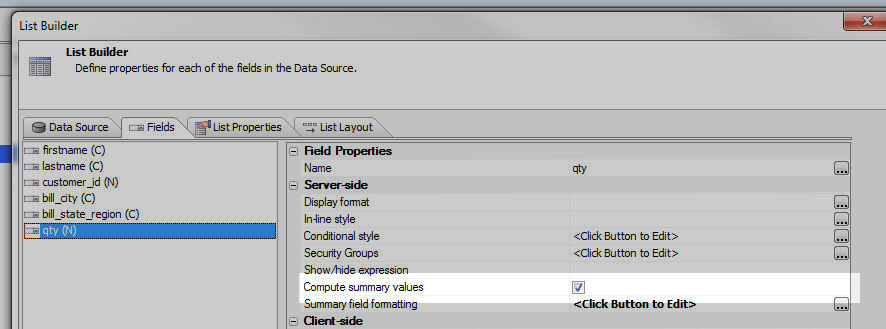 List Builder
List Builder
Define properties for each of the fields in the Data Source.
Data Source Fields List Properties List Layout
firstname (C)
lastname (C)
customer_id (N)
bill_city (C)
bill_state_region (C)
qty (N)
Field Properties
Name qty ...
Server-side
Display format ...
In-line style ...
Conditional style <Click Button to Edit> ...
Security Groups <Click Button to Edit> ...
Show/hide expression
Compute summary values
Summary field formatting <Click Button to Edit> ...
Client-side